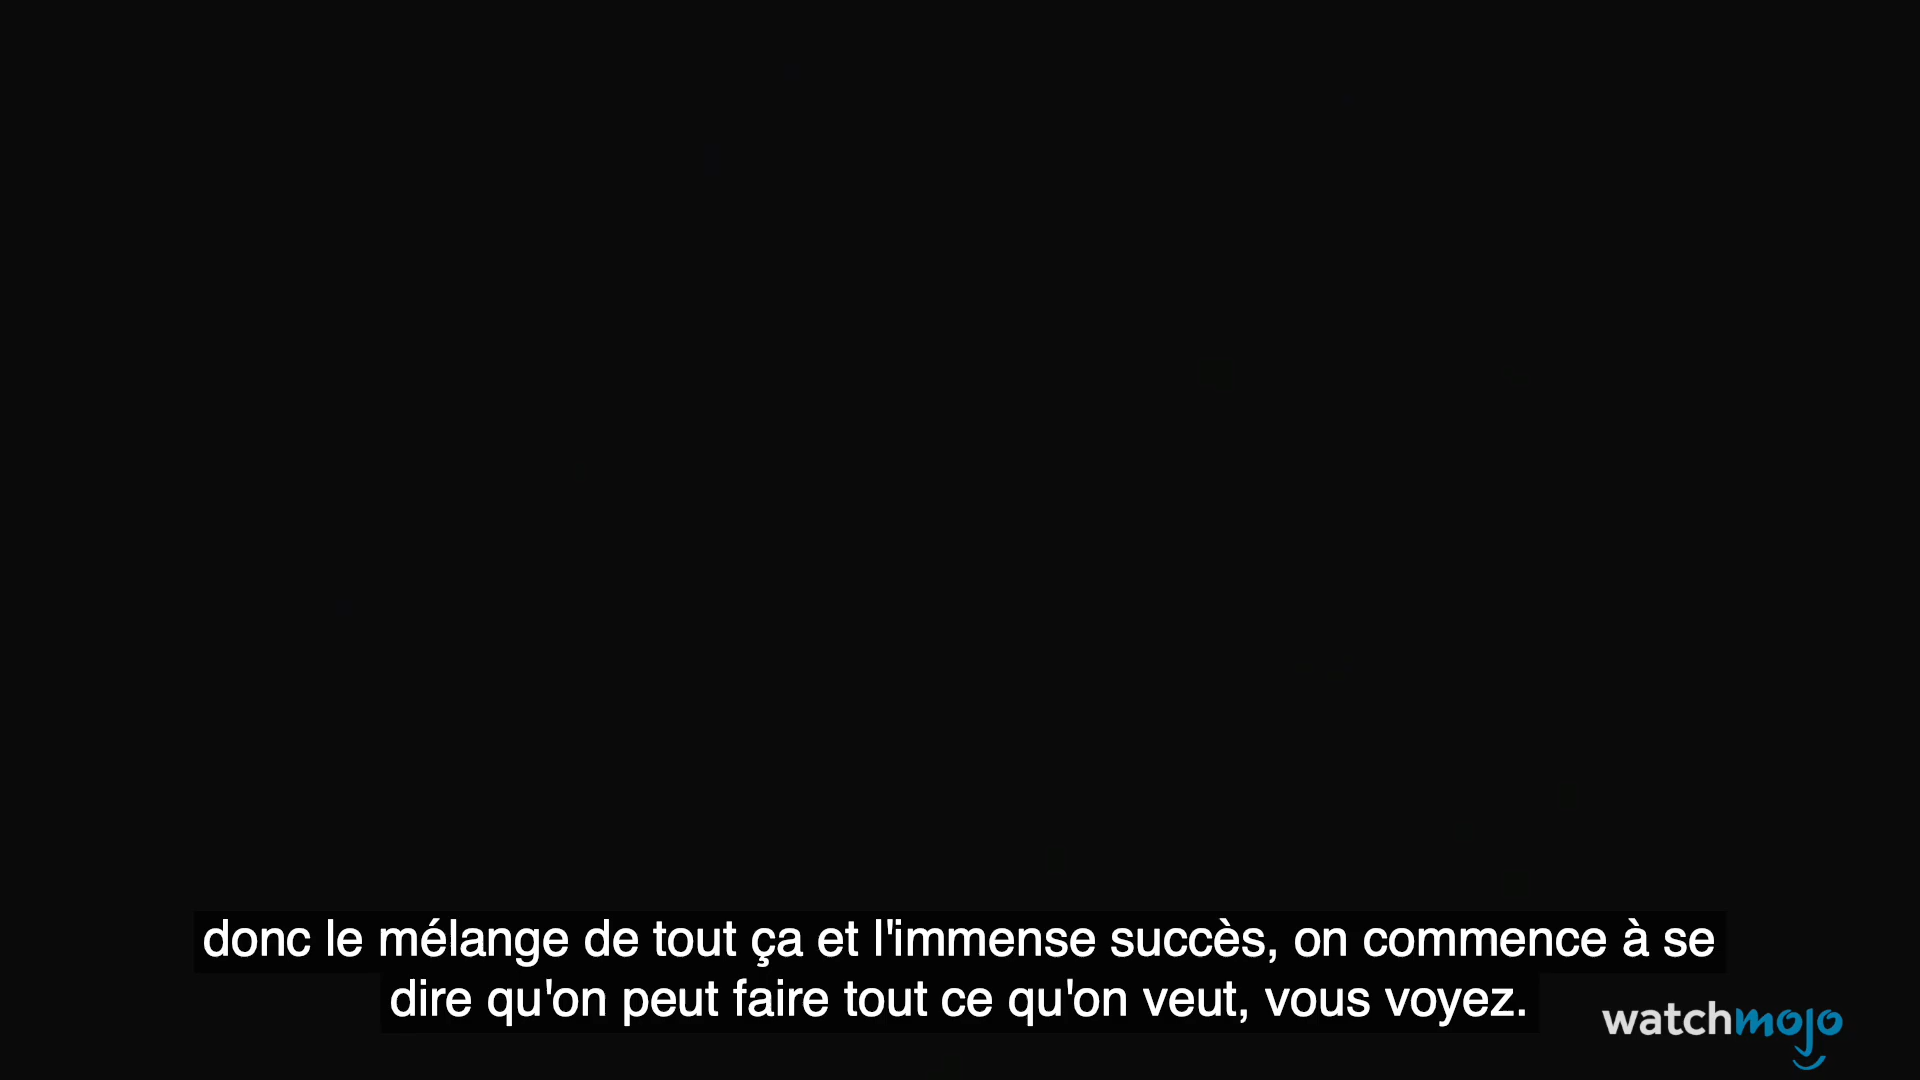 donc le mélange de tout ça et l'immense succès, on commence à se
dire qu'on peut faire tout ce qu'on veut, vous voyez.
watchmojo